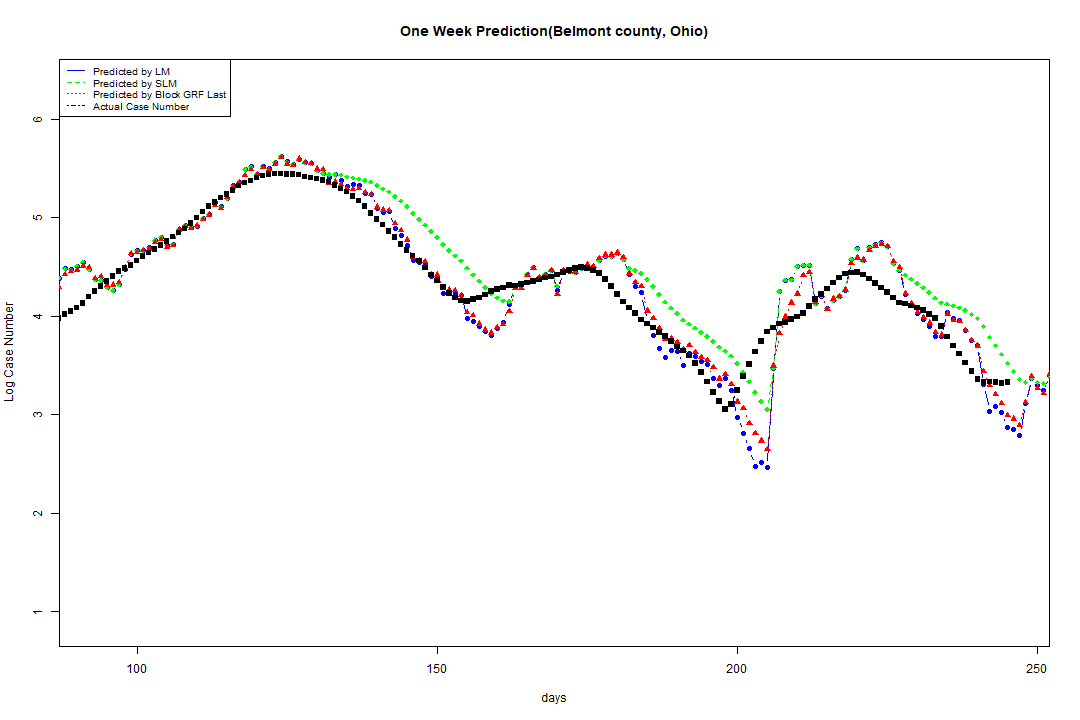 One Week Prediction(Belmont county, Ohio)
Predicted by LM
Predicted by SLM
Predicted by Block GRF Last
Actual Case Number
Log Case Number
6
5
4
3
2
1
100 150 200 250
days